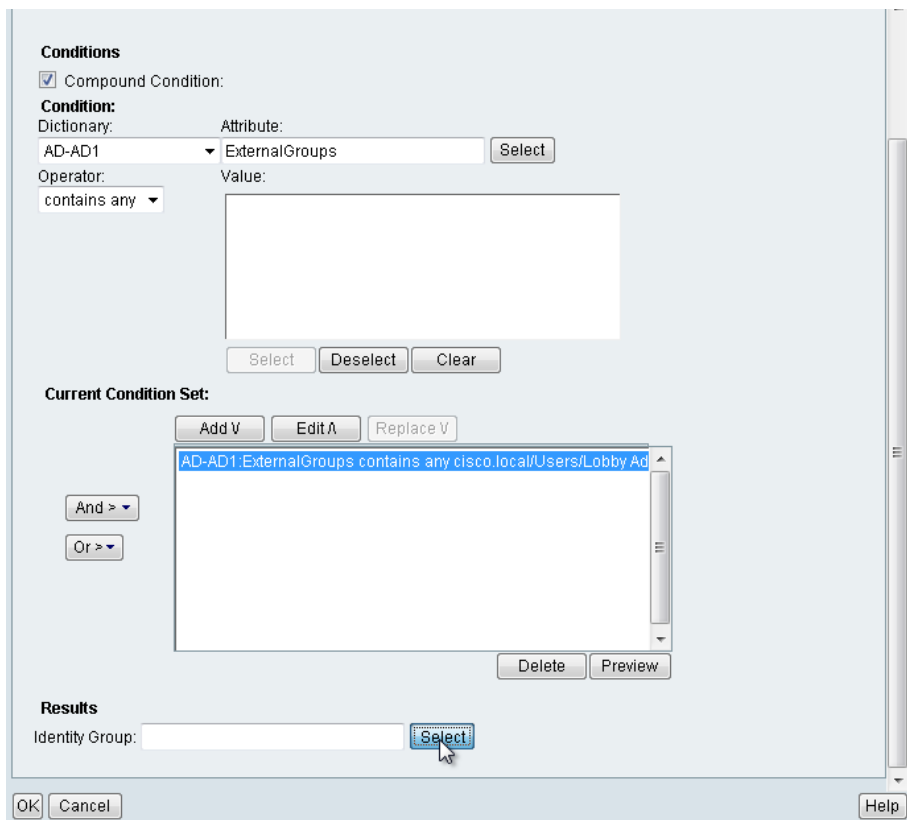 Conditions
Compound Condition:
Condition:
Dictionary: Attribute:
AD-AD1 ExternalGroups Select
Operator: Value:
contains any
Select Deselect Clear
Current Condition Set:
Add V Edit Λ Replace V
AD-AD1:ExternalGroups contains any cisco.local/Users/Lobby Ad
And >
Or >
Delete Preview
Results
Identity Group: Select
OK Cancel Help